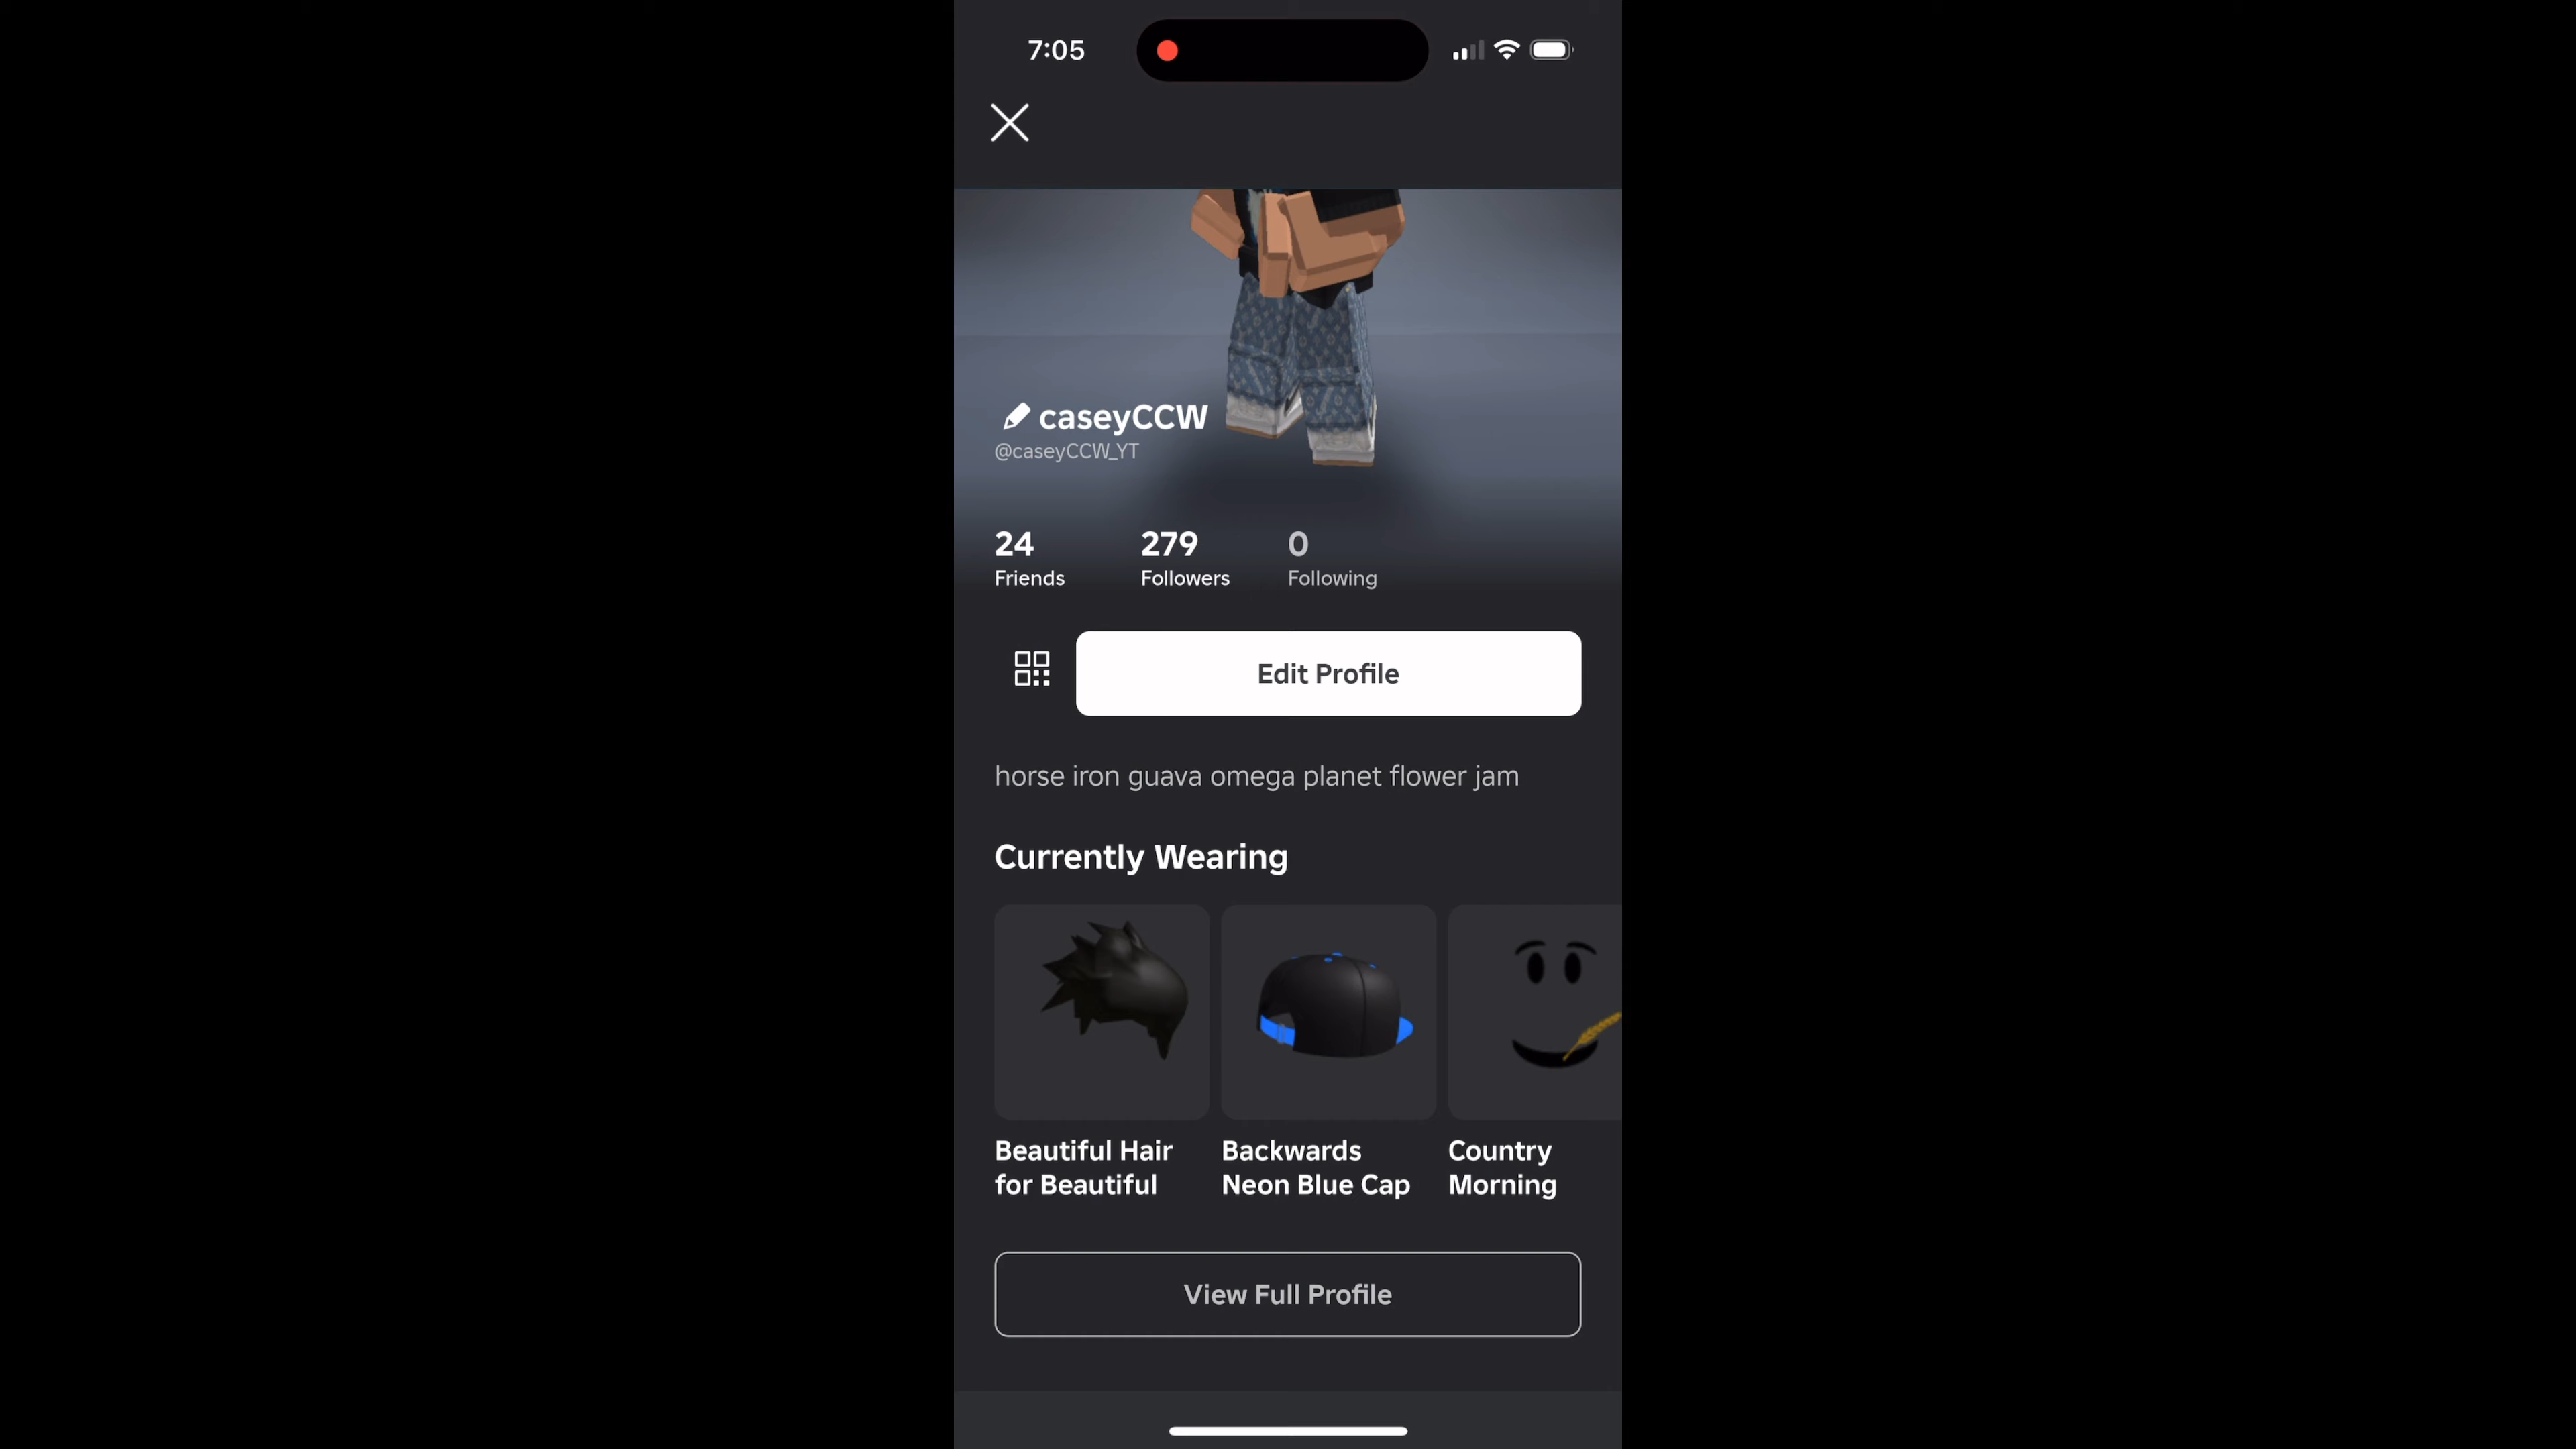 7:05
caseyCCW
@caseyCCW_YT
24
Friends
279
Followers
0
Following
Edit Profile
horse iron guava omega planet flower jam
Currently Wearing
Beautiful Hair
for Beautiful
Backwards
Neon Blue Cap
Country
Morning
View Full Profile